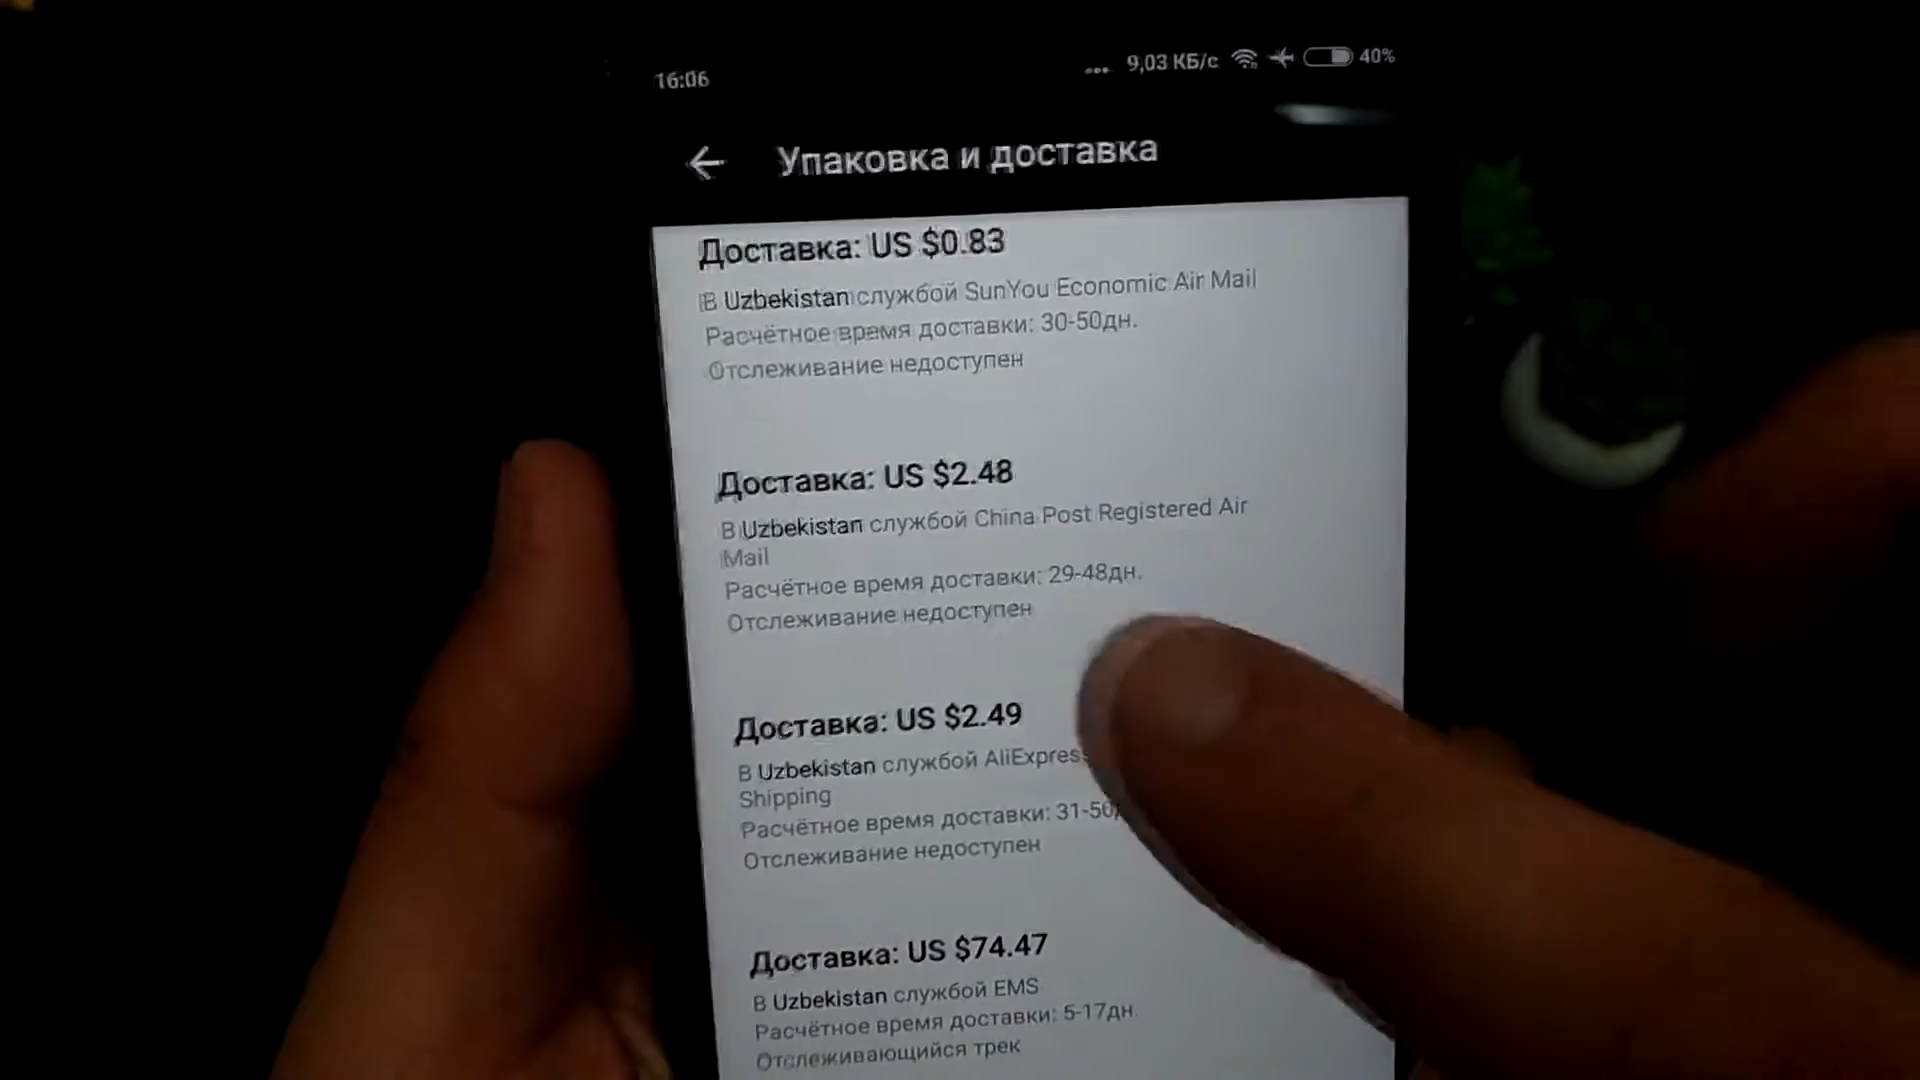 16:06
... 9,03 КБ/с 40%
Упаковка и доставка
Доставка: US $0.83
В Uzbekistan службой SunYou Economic Air Mail
Расчётное время доставки: 30-50дн.
Отслеживание недоступен
Доставка: US $2.48
В Uzbekistan службой China Post Registered Air
Mail
Расчётное время доставки: 29-48дн.
Отслеживание недоступен
Доставка: US $2.49
В Uzbekistan службой AliExpress
Shipping
Расчётное время доставки: 31-50
Отслеживание недоступен
Доставка: US $74.47
В Uzbekistan службой EMS
Расчётное время доставки: 5-17дн.
Отслеживающийся трек